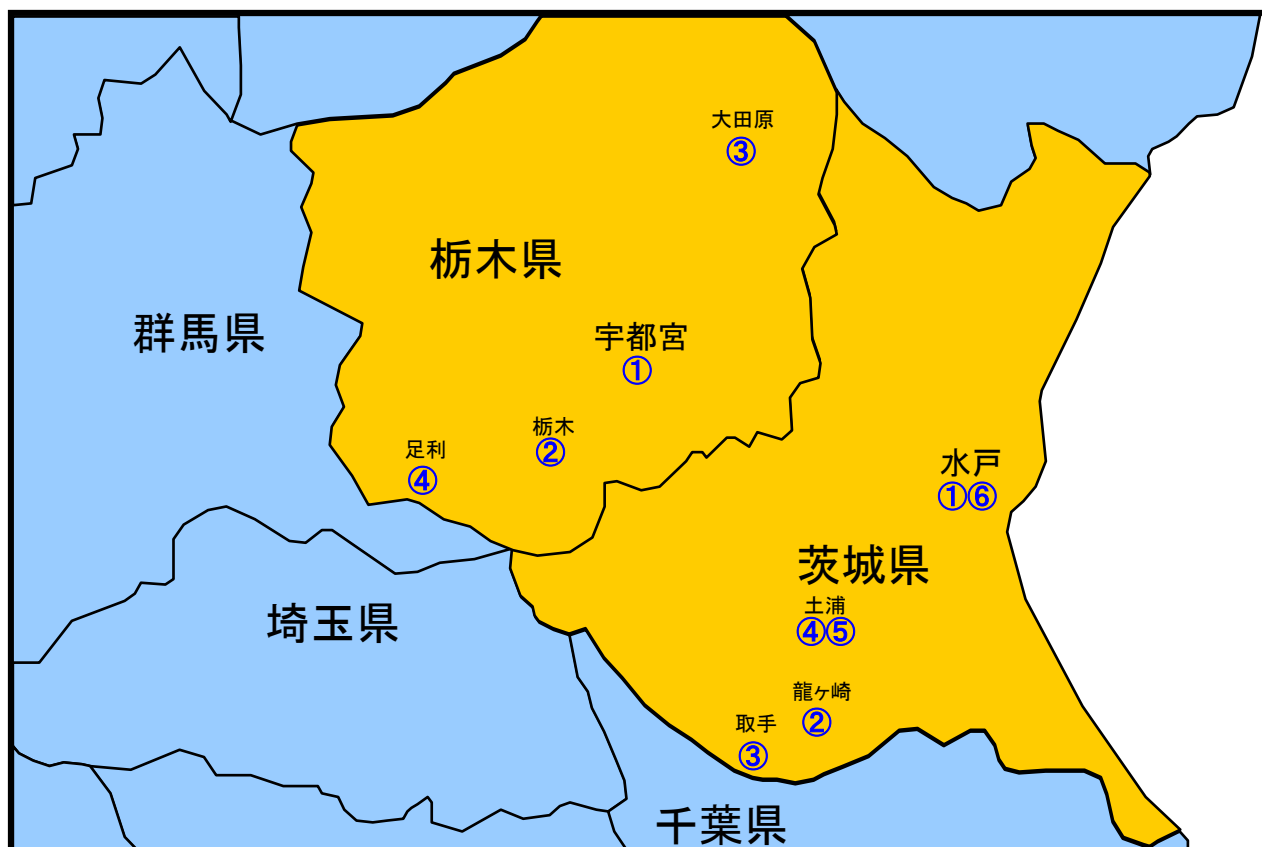 大田原
③
栃木県
群馬県
宇都宮
①
栃木
②
足利
④
水戸
①⑥
茨城県
土浦
④⑤
埼玉県
龍ヶ崎
②
取手
③
千葉県